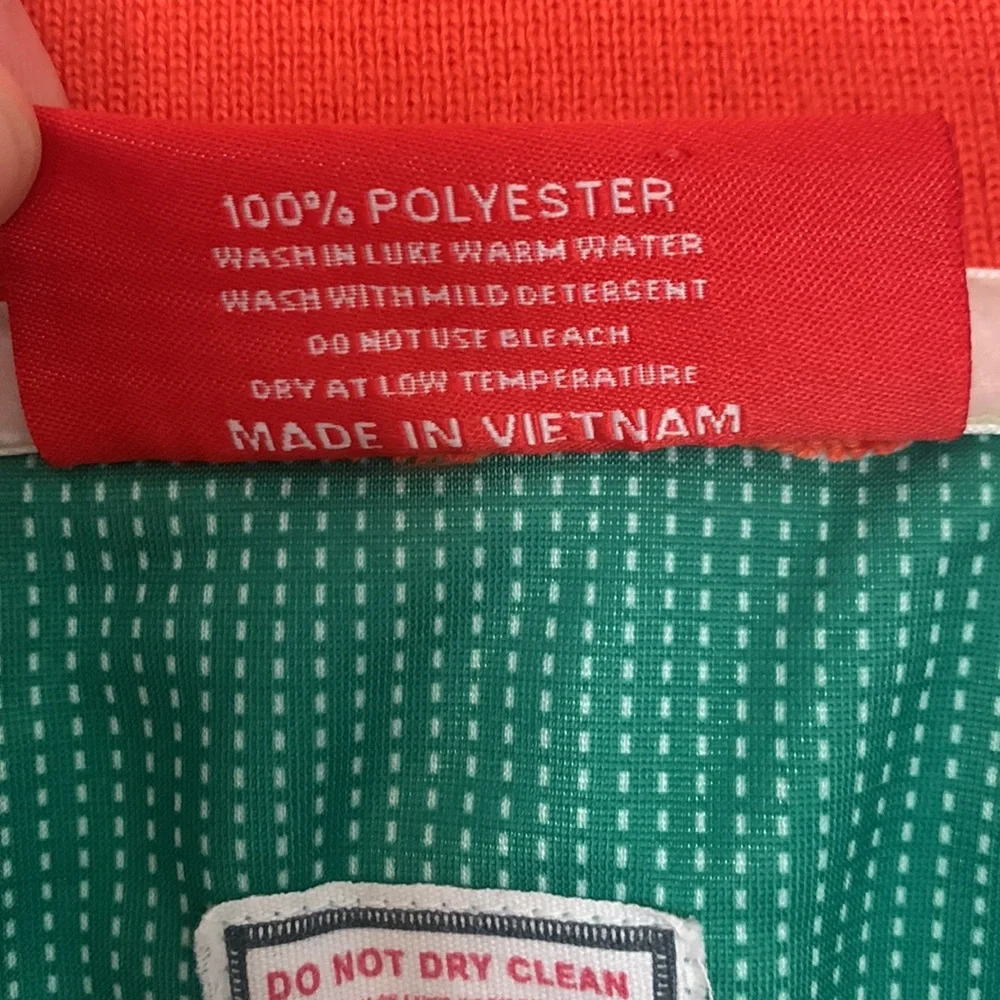 100% POLYESTER
WASH IN LUKE WARM WATER
WASH WITH MILD DETERGENT
DO NOT USE BLEACH
DRY AT LOW TEMPERATURE
MADE IN VIETNAM
DO NOT DRY CLEAN